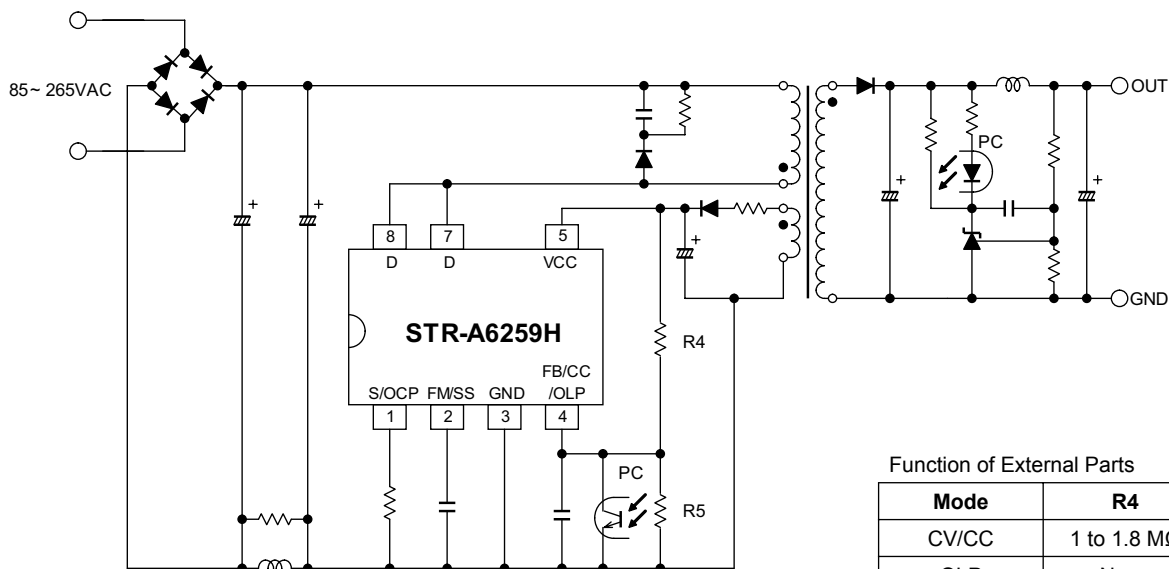 85~ 265VAC
OUT
PC
8
7
5
D
D
VCC
GND
STR-A6259H
R4
FB/CC
S/OCP
FM/SS
GND
/OLP
1
2
3
4
PC
R5
Function of External Parts
Mode
R4
CV/CC
1 to 1.8